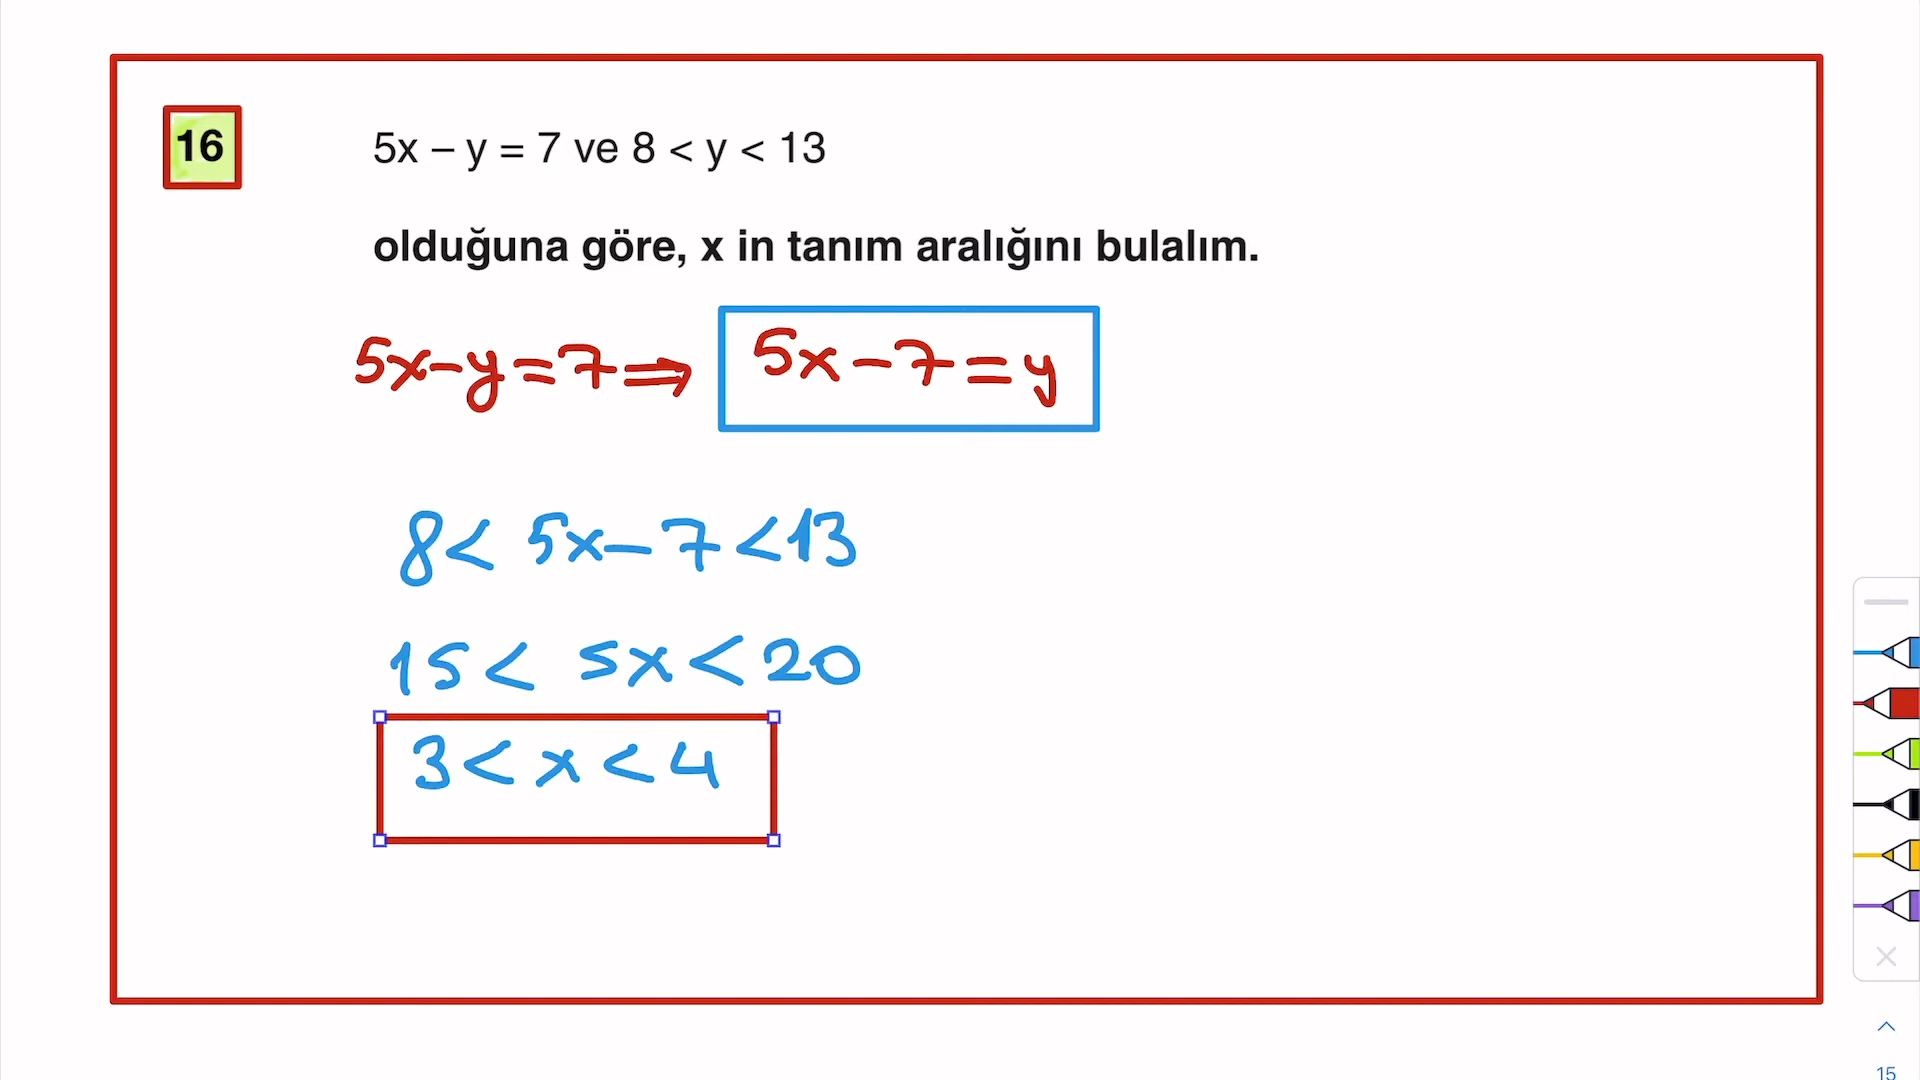 16
5x – y = 7 ve 8 < y < 13
olduğuna göre, x in tanım aralığını bulalım.
5x-y=7⇒ 5x-7=y
8< 5x-7<13
15< 5x<20
3<x<4
15